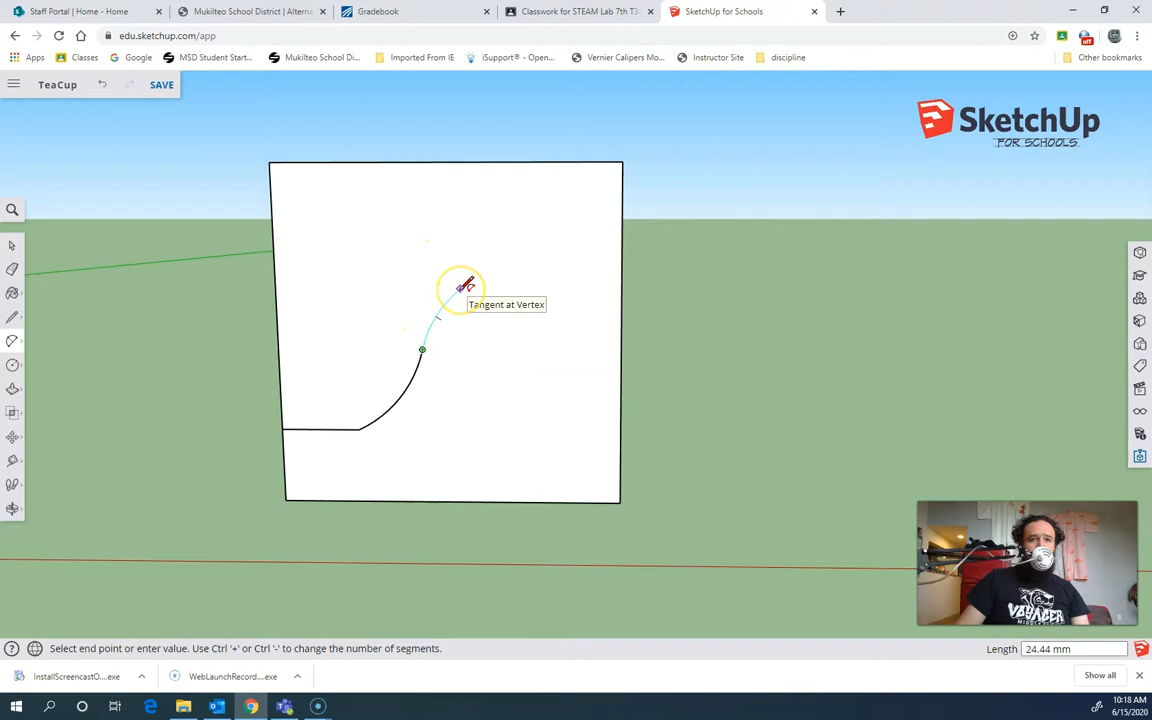 Staff Portal | Home - Home
Mukilteo School District | Alterna
Gradebook
Classwork for STEAM Lab 7th T3
SketchUp for Schools
edu.sketchup.com/app
off
Apps
Classes
Google
MSD Student Start...
Mukilteo School Di...
Imported From IE
iSupport® - Open...
Vernier Calipers Mo...
Instructor Site
discipline
Other bookmarks
TeaCup
SAVE
SketchUp
FOR SCHOOLS
Tangent at Vertex
VOYAGER
Select end point or enter value. Use Ctrl '+' or Ctrl '-' to change the number of segments.
Length
24.44 mm
InstallScreencastO....exe
WebLaunchRecord....exe
Show all
10:18 AM
6/15/2020